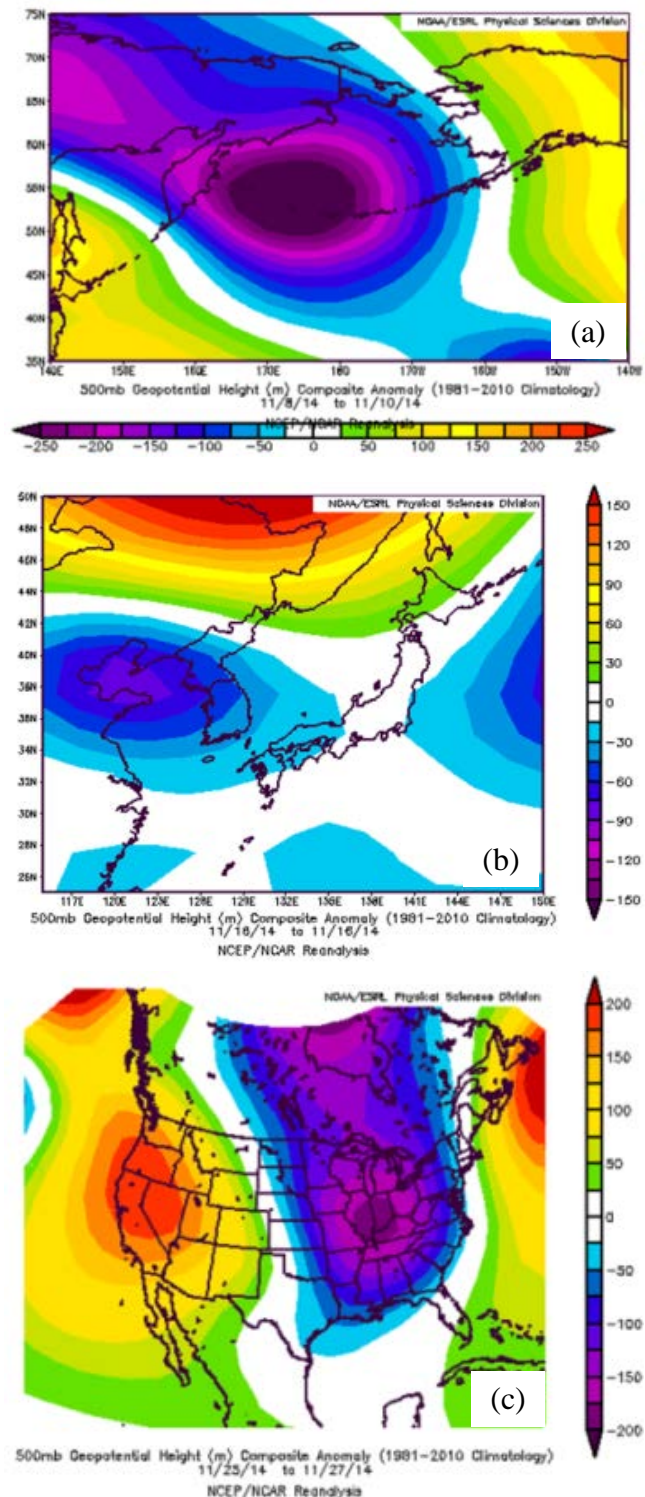 NOAA/ESRL Physical Sciences Division
75N
70N
65N
60N
55N
50N
45N
40N
35N
140E 150E 160E 170E 180 170W 160W 150W 140W
(a)
500mb Geopotential Height (m) Composite Anomaly (1981-2010 Climatology)
11/8/14 to 11/10/14
NCEP/NCAR Reanalysis
-250 -200 -150 -100 -50 0 50 100 150 200 250
NOAA/ESRL Physical Sciences Division
50N
48N
46N
44N
42N
40N
38N
36N
34N
32N
30N
28N
26N
117E 120E 123E 126E 129E 132E 135E 138E 141E 144E 147E 150E
150
120
90
60
30
0
-30
-60
-90
-120
-150
(b)
500mb Geopotential Height (m) Composite Anomaly (1981-2010 Climatology)
11/16/14 to 11/16/14
NCEP/NCAR Reanalysis
NOAA/ESRL Physical Sciences Division
200
150
100
50
0
-50
-100
-150
-200
(c)
500mb Geopotential Height (m) Composite Anomaly (1981-2010 Climatology)
11/25/14 to 11/27/14
NCEP/NCAR Reanalysis